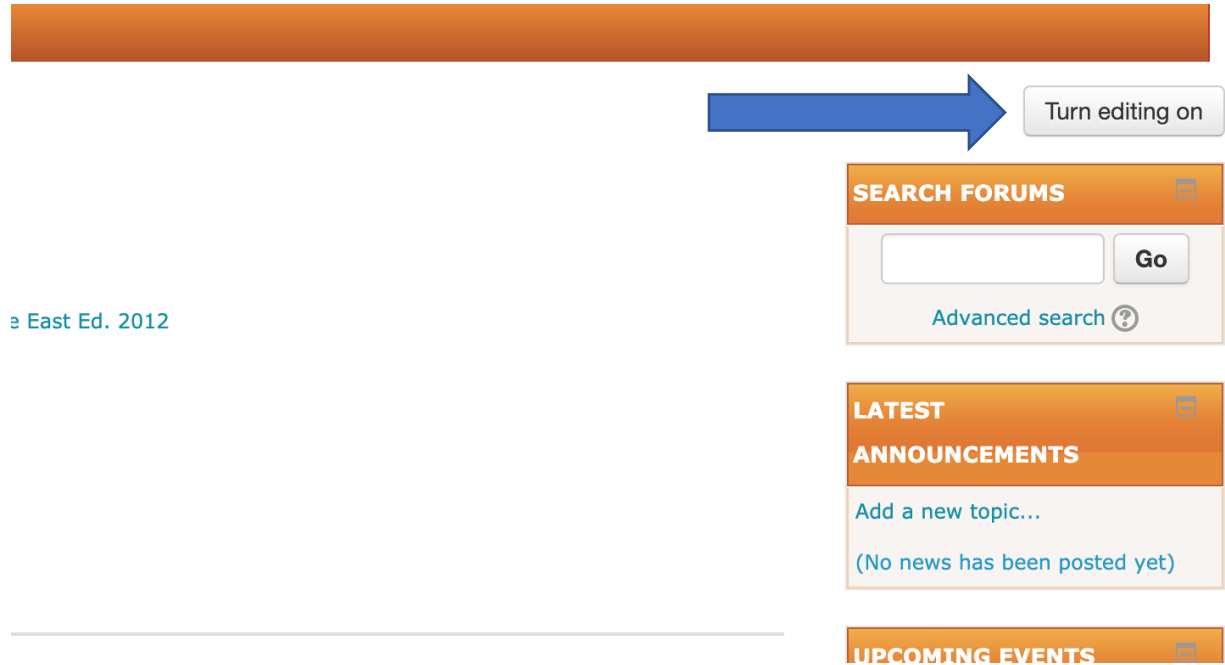 Turn editing on
SEARCH FORUMS
Go
Advanced search
e East Ed. 2012
LATEST
ANNOUNCEMENTS
Add a new topic...
(No news has been posted yet)
UPCOMING EVENTS